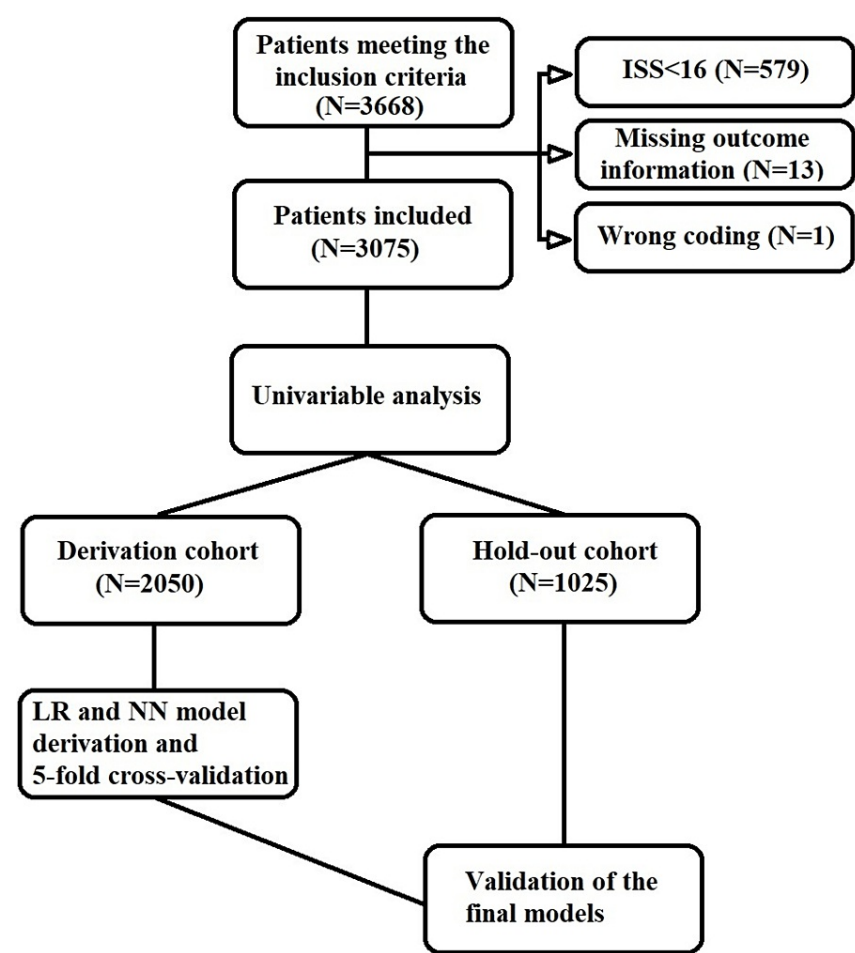 Patients meeting the
inclusion criteria
(N=3668)
ISS<16 (N=579)
Missing outcome
information (N=13)
Wrong coding (N=1)
Patients included
(N=3075)
Univariable analysis
Derivation cohort
(N=2050)
Hold-out cohort
(N=1025)
LR and NN model
derivation and
5-fold cross-validation
Validation of the
final models